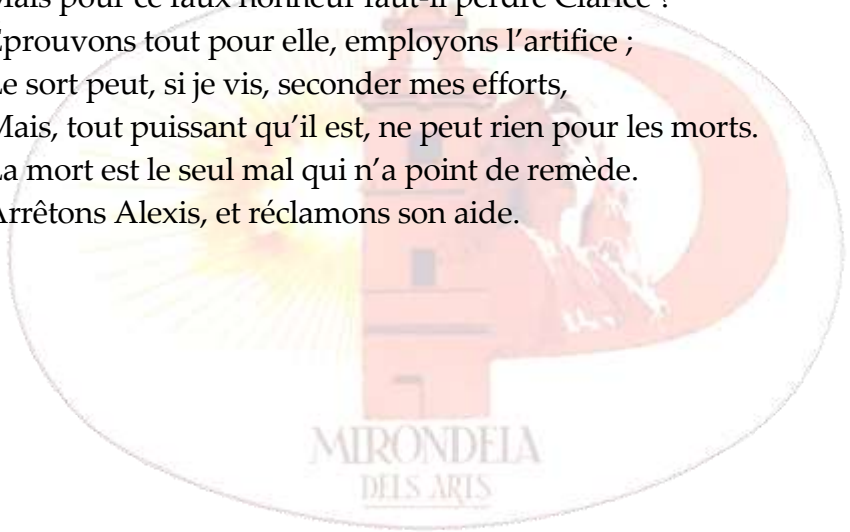 Mais pour ce faux honneur faut-il perdre Clarice ?
Éprouvons tout pour elle, employons l’artifice ;
Le sort peut, si je vis, seconder mes efforts,
Mais, tout puissant qu’il est, ne peut rien pour les morts.
La mort est le seul mal qui n’a point de remède.
Arrêtons Alexis, et réclamons son aide.
MIRONDELA
DELS ARTS